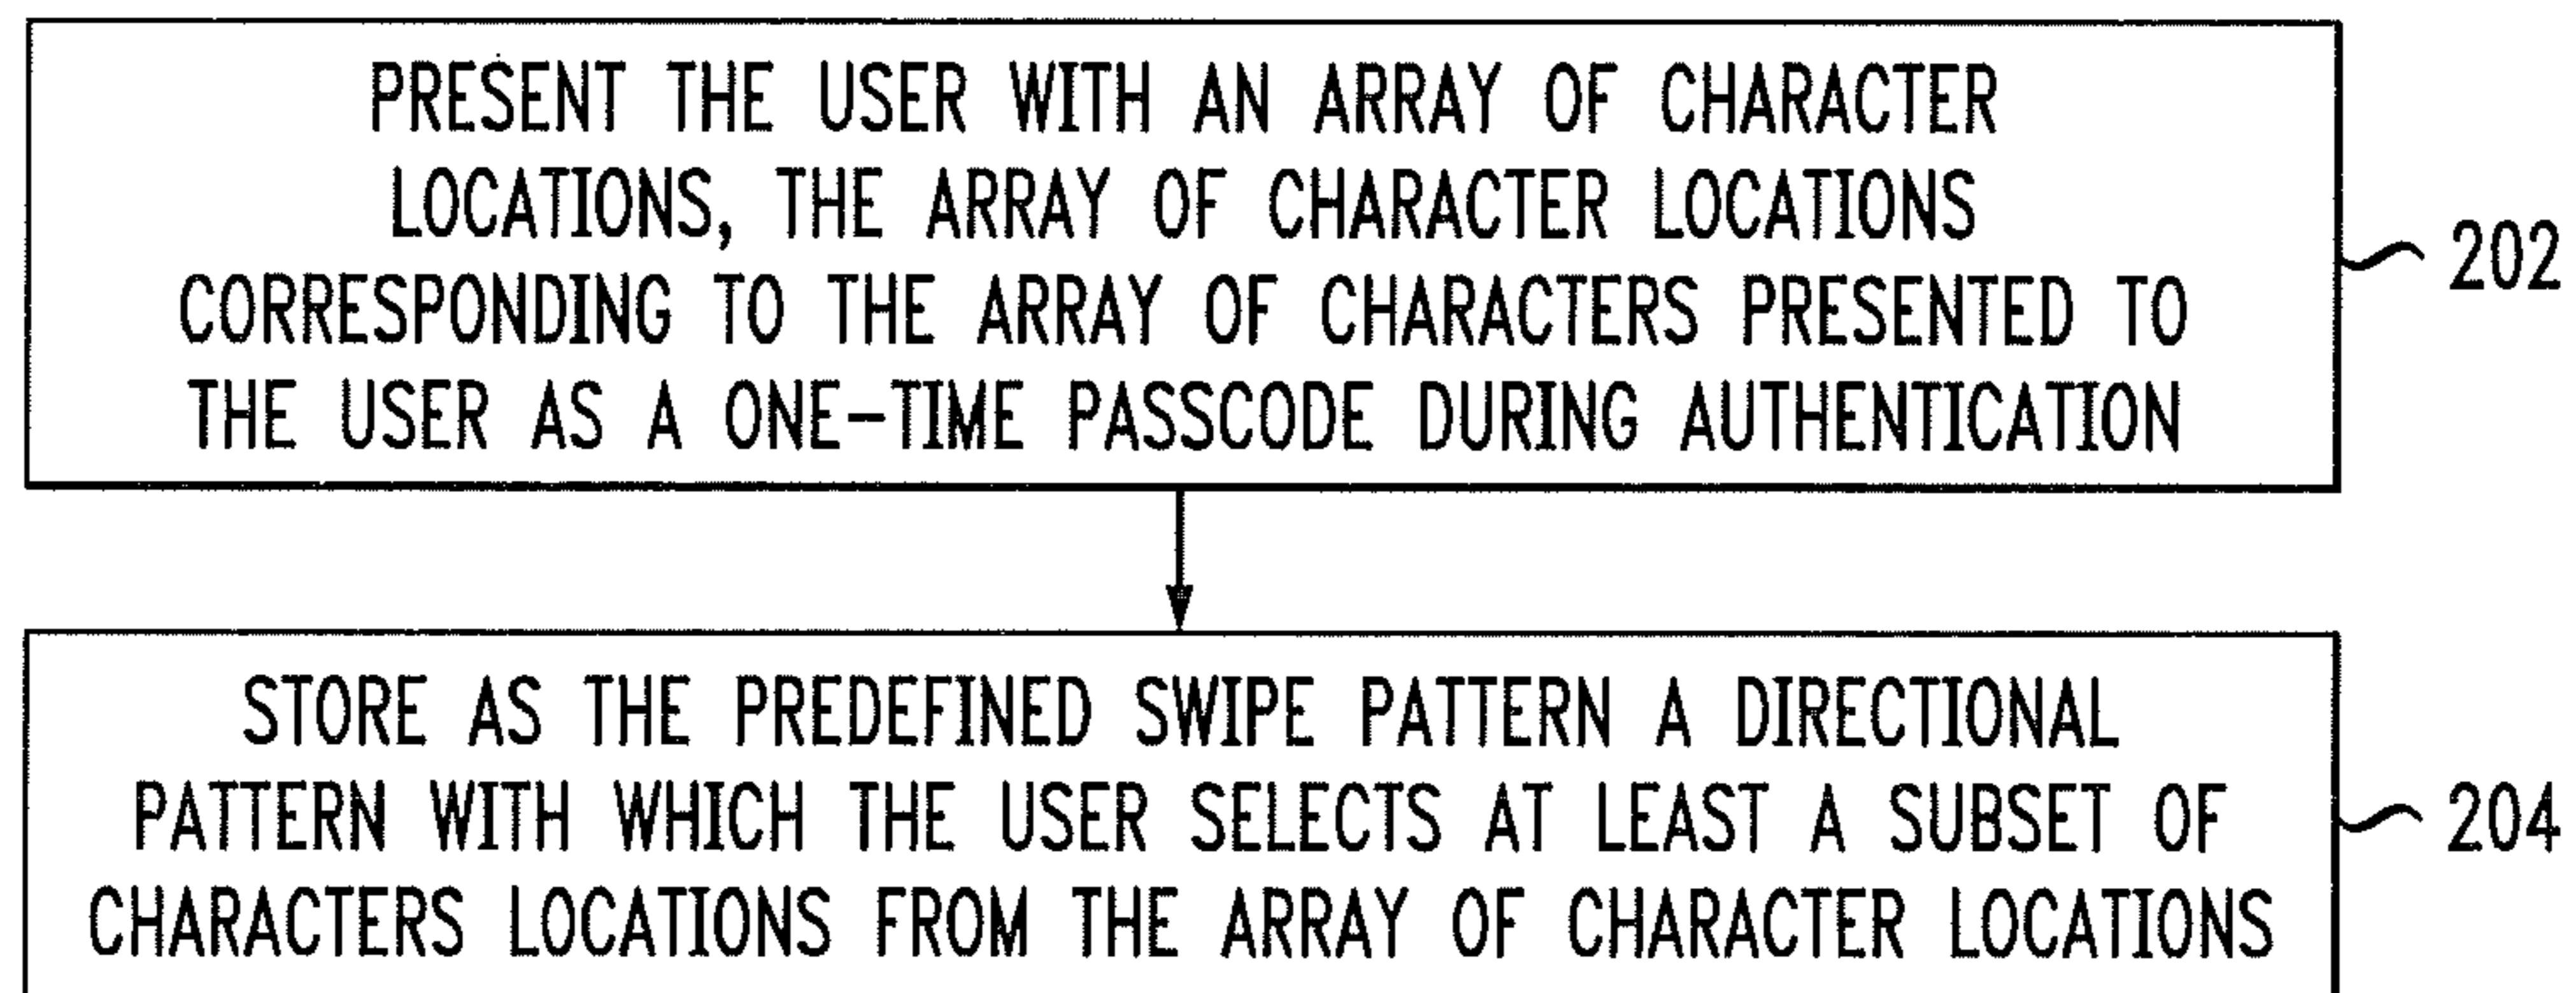 PRESENT THE USER WITH AN ARRAY OF CHARACTER
LOCATIONS, THE ARRAY OF CHARACTER LOCATIONS
CORRESPONDING TO THE ARRAY OF CHARACTERS PRESENTED TO
THE USER AS A ONE-TIME PASSCODE DURING AUTHENTICATION
202
STORE AS THE PREDEFINED SWIPE PATTERN A DIRECTIONAL
PATTERN WITH WHICH THE USER SELECTS AT LEAST A SUBSET OF
CHARACTERS LOCATIONS FROM THE ARRAY OF CHARACTER LOCATIONS
204